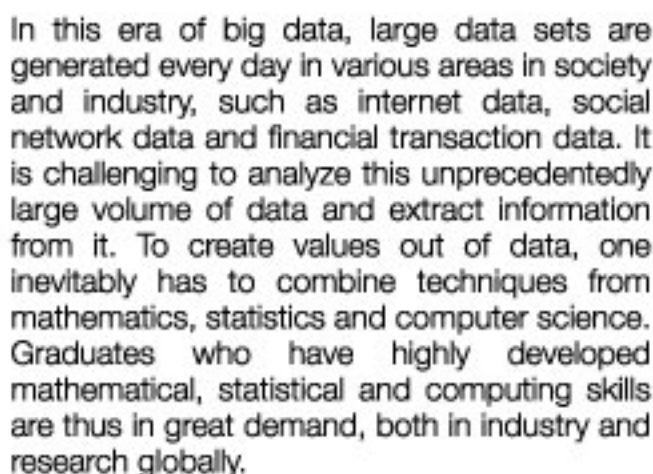 In this era of big data, large data sets are
generated every day in various areas in society
and industry, such as internet data, social
network data and financial transaction data. It
is challenging to analyze this unprecedentedly
large volume of data and extract information
from it. To create values out of data, one
inevitably has to combine techniques from
mathematics, statistics and computer science.
Graduates who have highly developed
mathematical, statistical and computing skills
are thus in great demand, both in industry and
research globally.